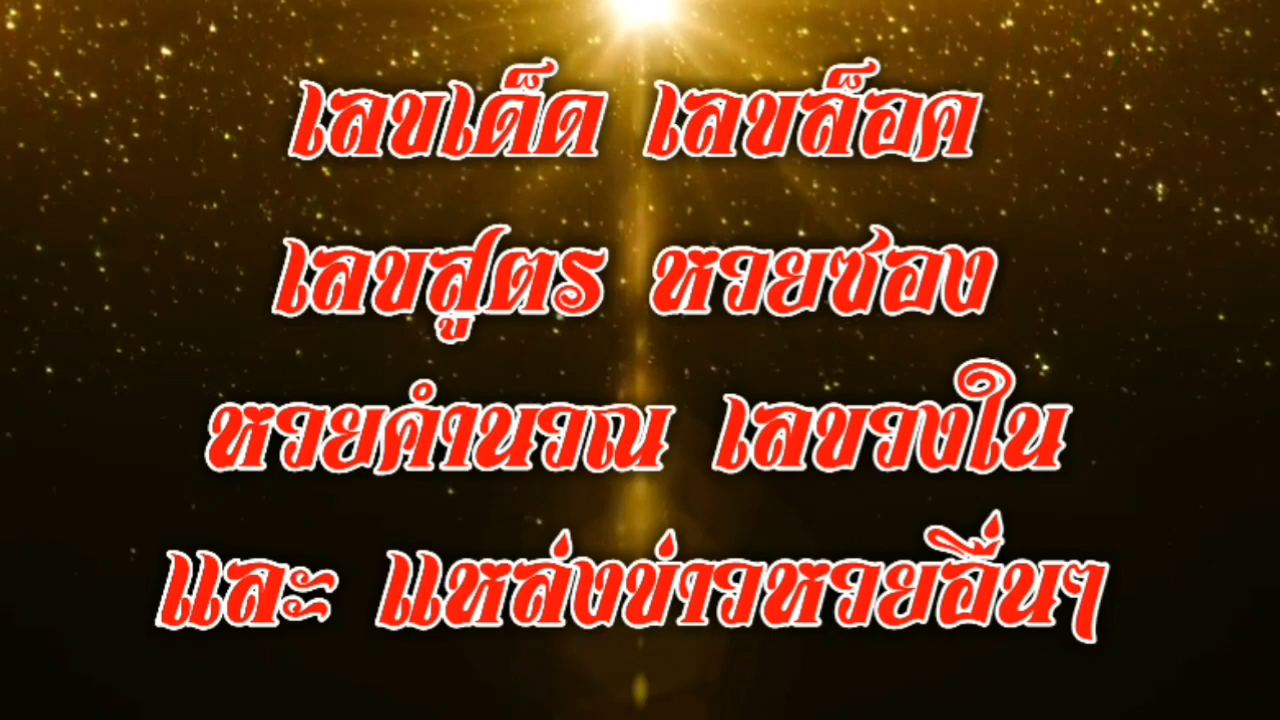 เลขเด็ด เลขล็อค
เลขสูตร หวยซอง
หวยคำนวณ เลขวงใน
และ แหล่งข่าวหวยอื่นๆ